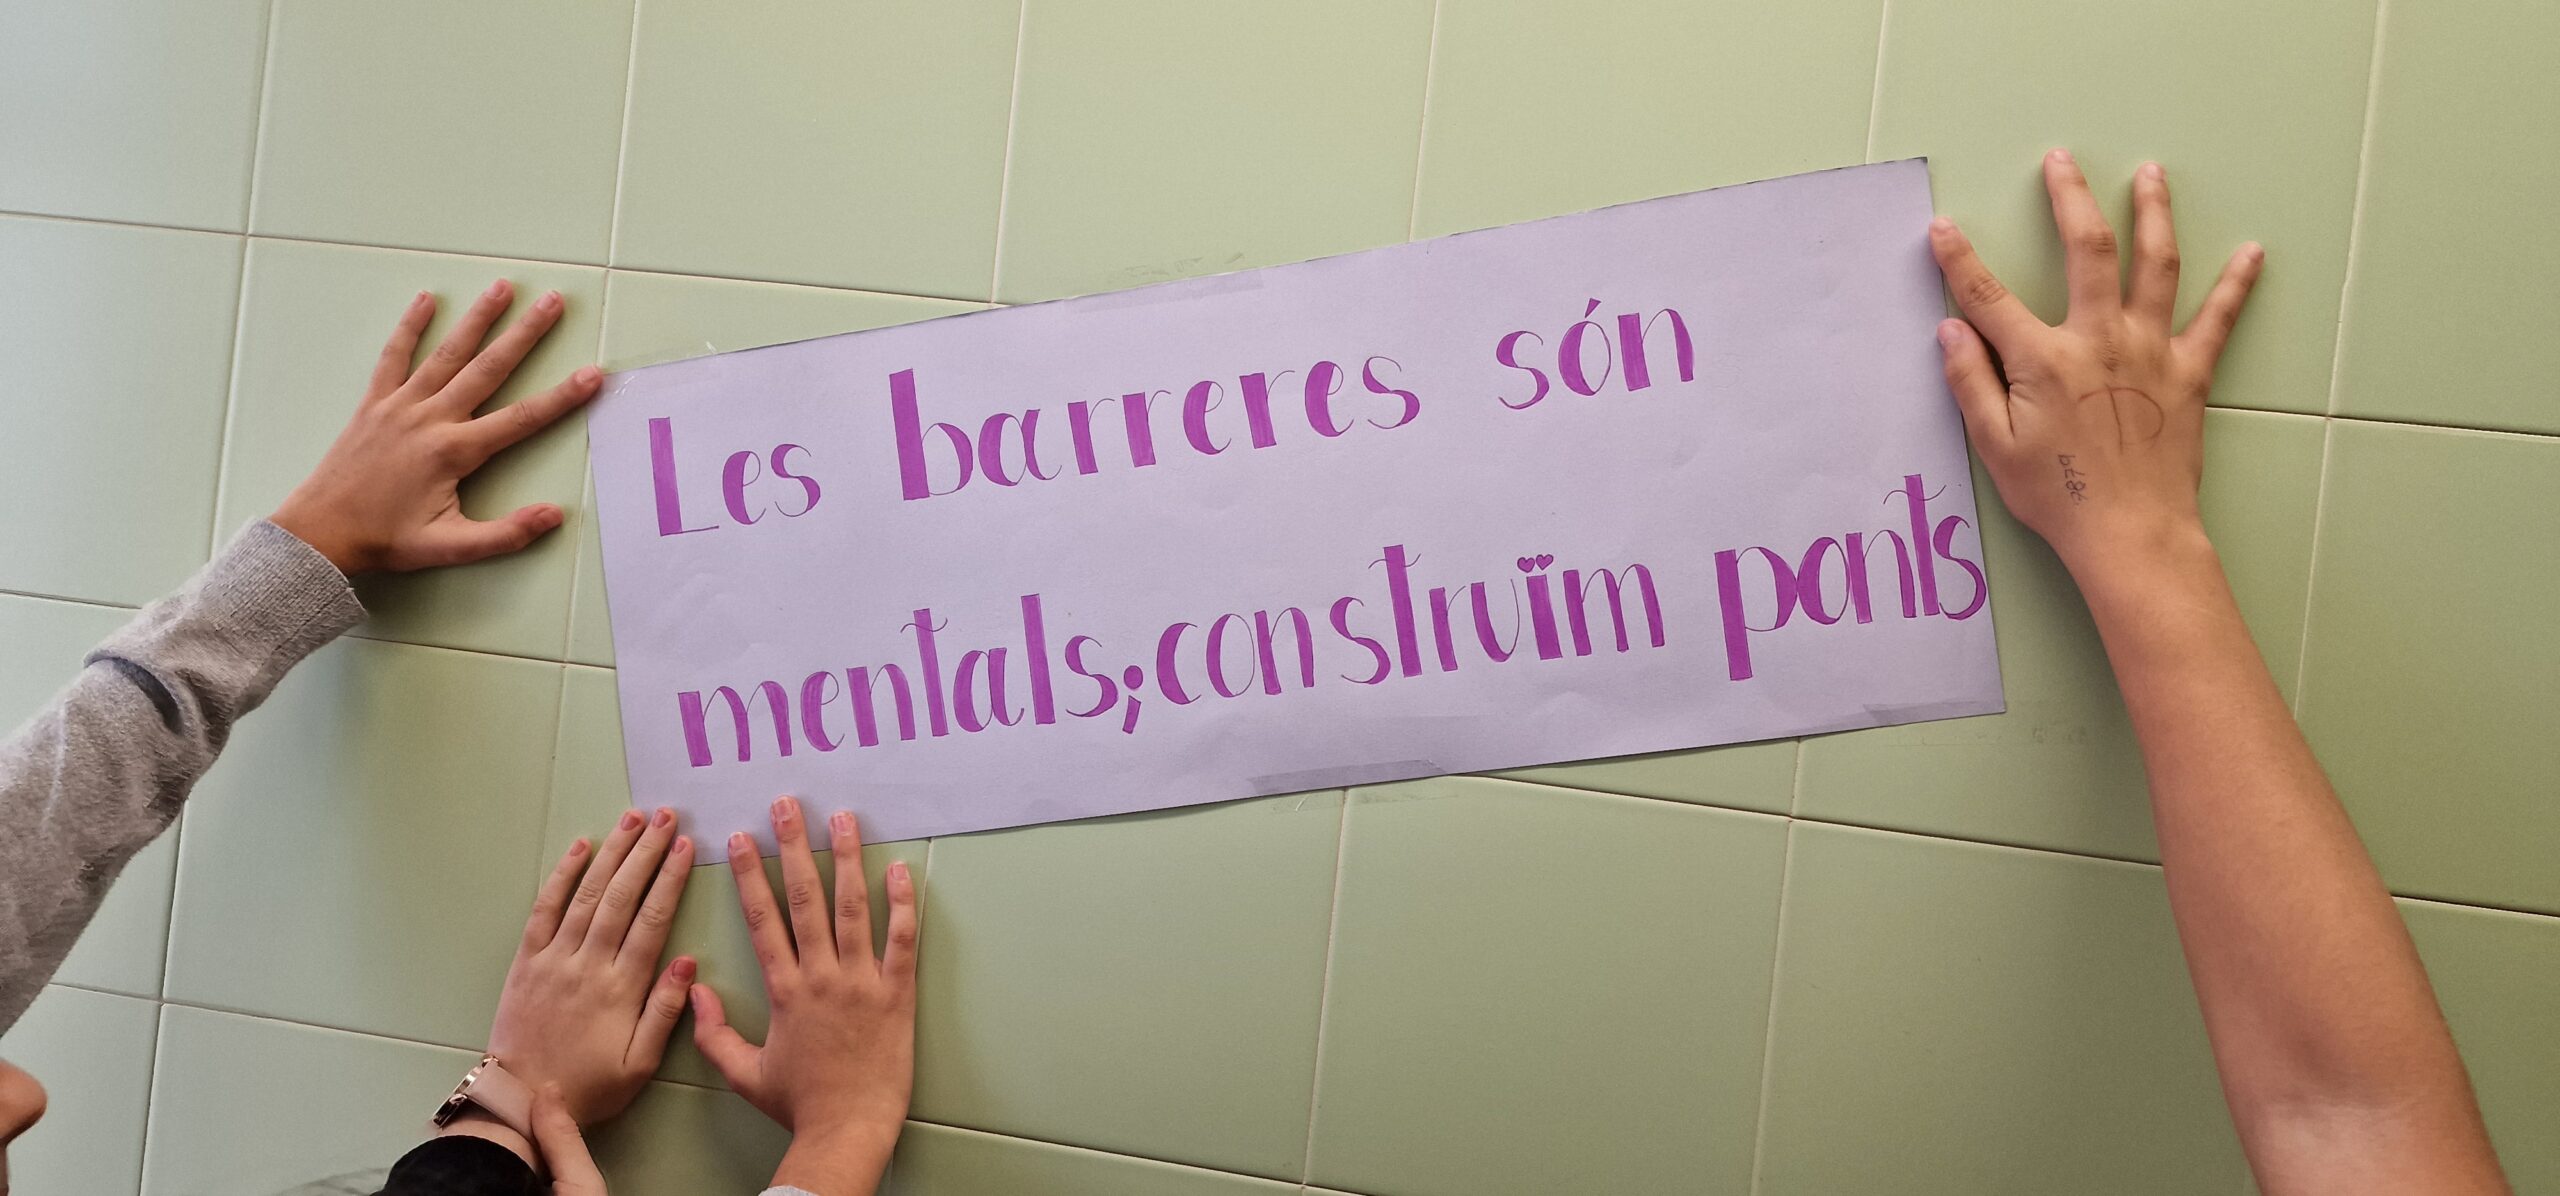 Les barreres són
mentals;construïm ponts